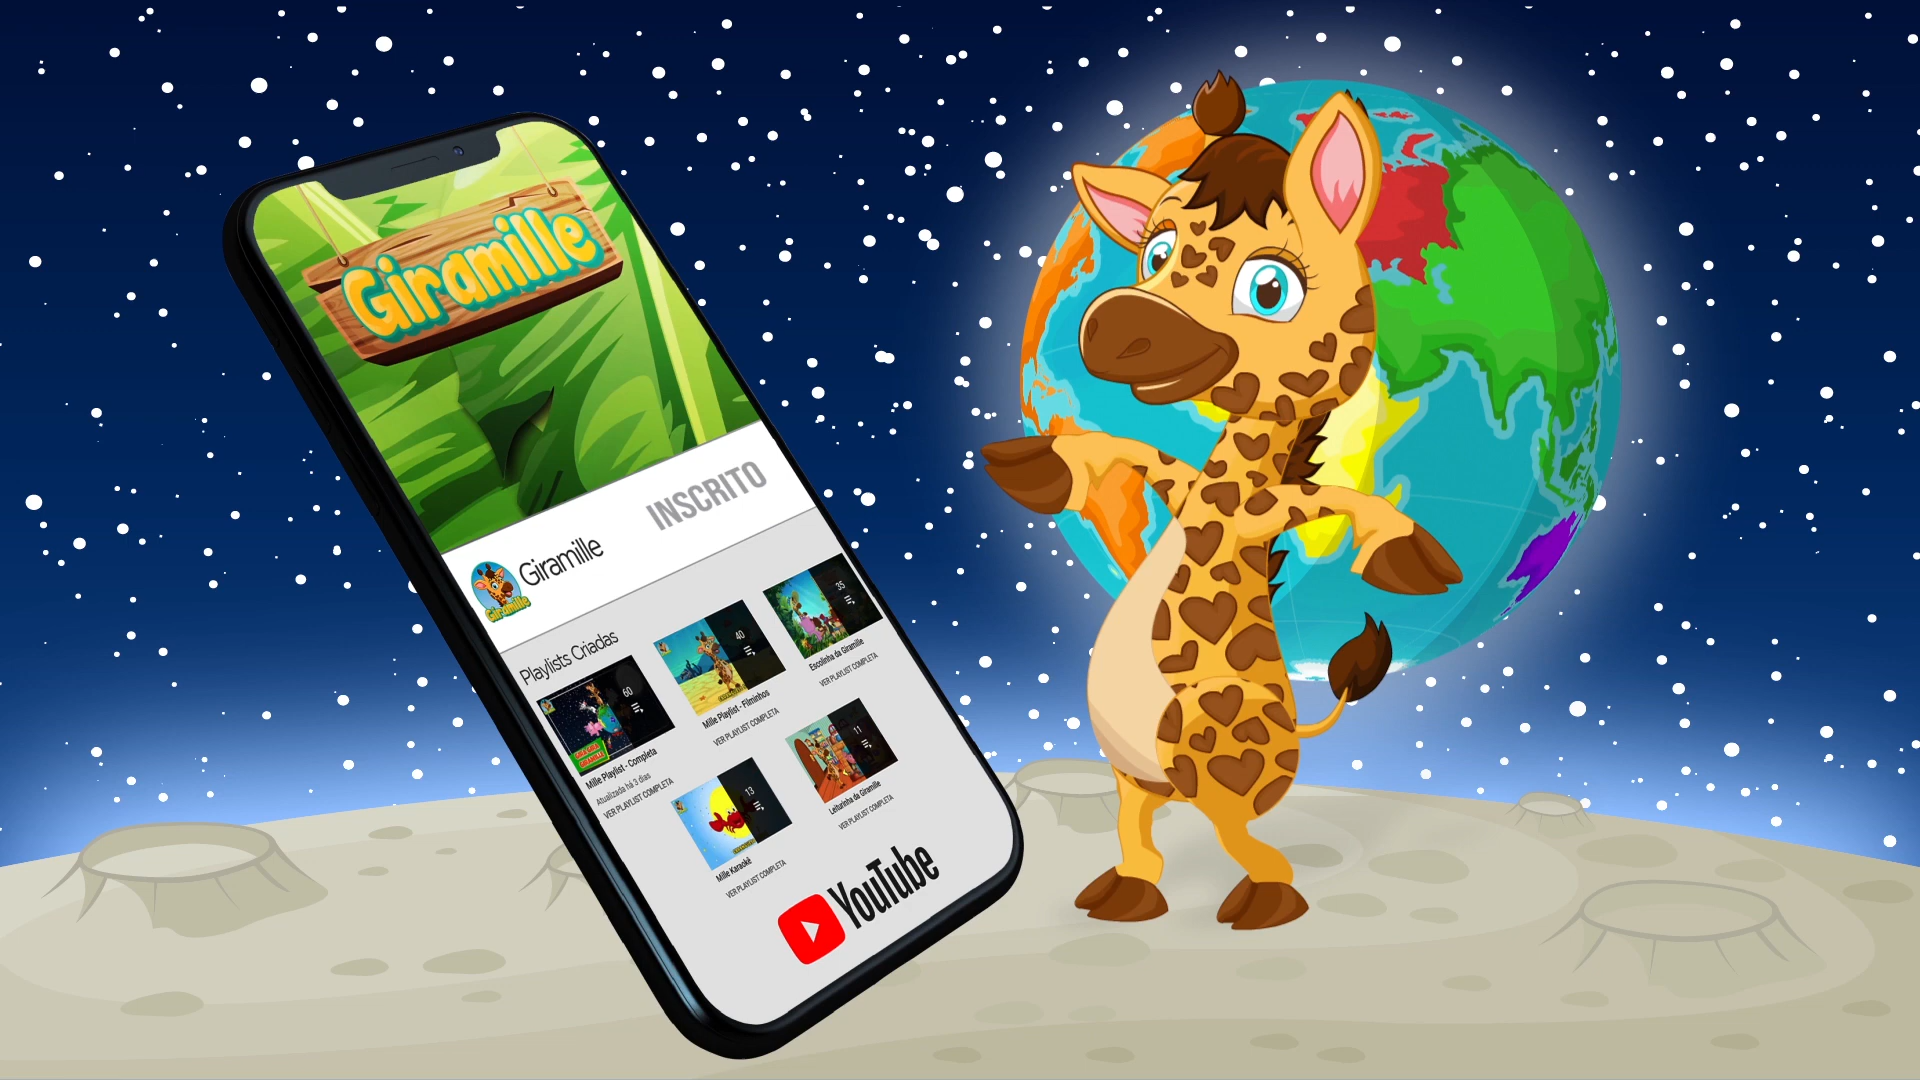 Giramille
INSCRITO
Giramille
Giramille
Playlists Criadas
60
Mille Playlist - Completa
Atualizada há 3 dias
VER PLAYLIST COMPLETA
40
Mille Playlist - Filminhos
VER PLAYLIST COMPLETA
35
Escolinha da Giramille
VER PLAYLIST COMPLETA
13
Mille Karaokê
VER PLAYLIST COMPLETA
11
Leiturinha da Giramille
VER PLAYLIST COMPLETA
YouTube